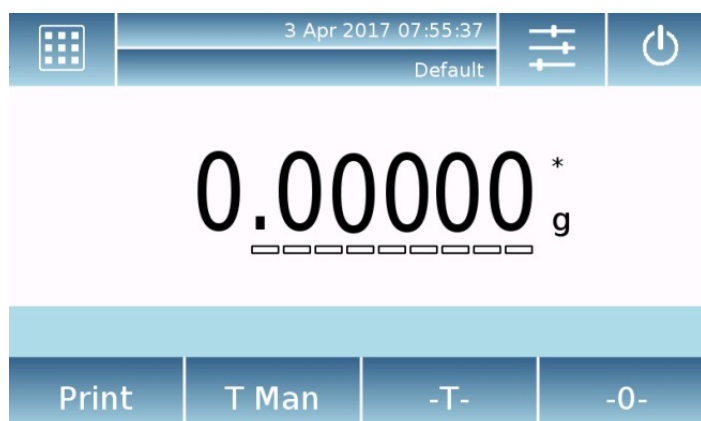 3 Apr 2017 07:55:37
Default
0.00000 *
g
Print T Man -T- -0-